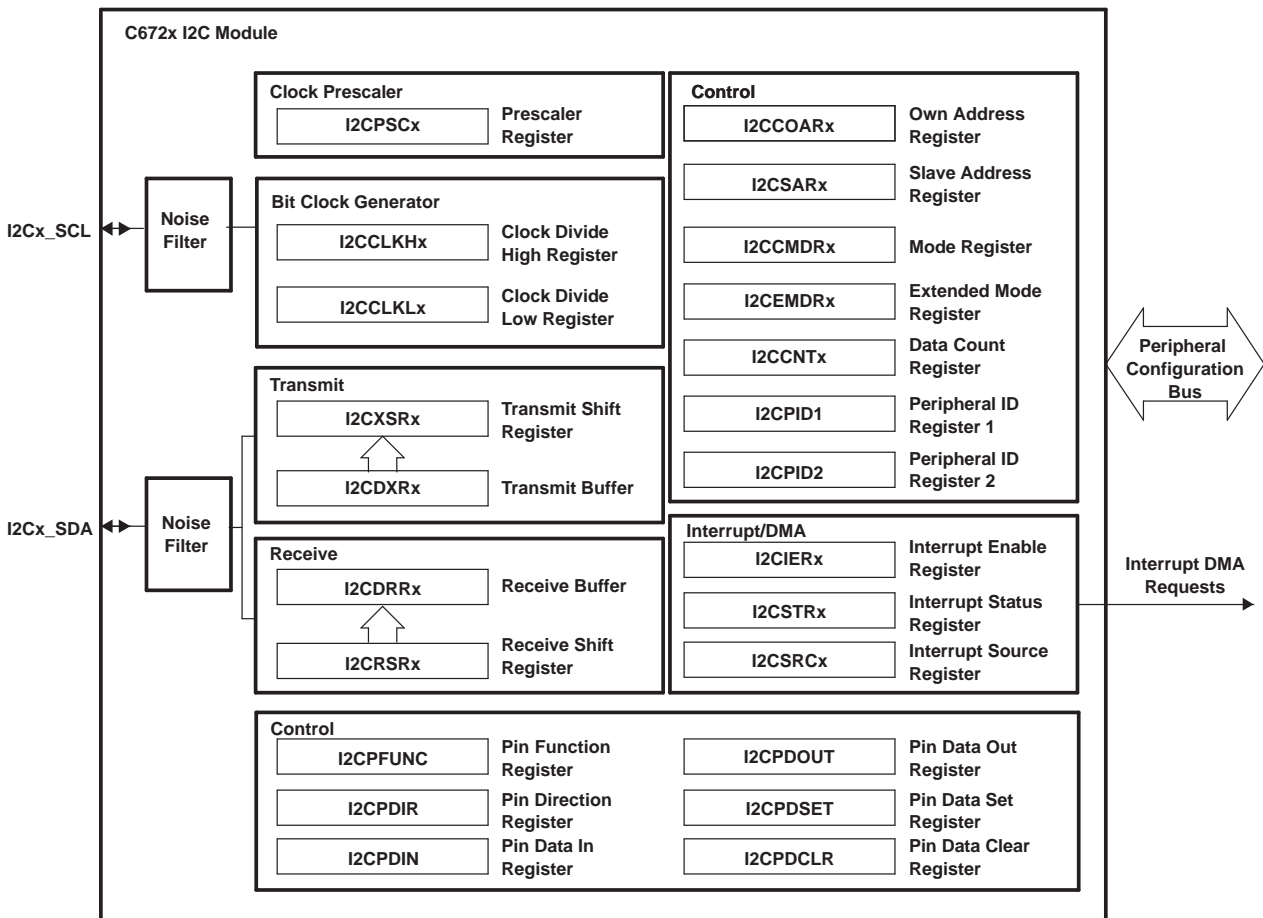 C672x I2C Module
Clock Prescaler
I2CPSCx
Prescaler
Register
I2Cx_SCL
Noise
Filter
Bit Clock Generator
I2CCLKHx
Clock Divide
High Register
I2CCLKLx
Clock Divide
Low Register
Transmit
I2CXSRx
Transmit Shift
Register
I2CDXRx
Transmit Buffer
I2Cx_SDA
Noise
Filter
Receive
I2CDRRx
Receive Buffer
I2CRSRx
Receive Shift
Register
Control
I2CCOARx
Own Address
Register
I2CSARx
Slave Address
Register
I2CCMDRx
Mode Register
I2CEMDRx
Extended Mode
Register
I2CCNTx
Data Count
Register
I2CPID1
Peripheral ID
Register 1
I2CPID2
Peripheral ID
Register 2
Peripheral
Configuration
Bus
Interrupt/DMA
I2CIERx
Interrupt Enable
Register
I2CSTRx
Interrupt Status
Register
I2CSRCx
Interrupt Source
Register
Interrupt DMA
Requests
Control
I2CPFUNC
Pin Function
Register
I2CPDIR
Pin Direction
Register
I2CPDIN
Pin Data In
Register
I2CPDOUT
Pin Data Out
Register
I2CPDSET
Pin Data Set
Register
I2CPDCLR
Pin Data Clear
Register